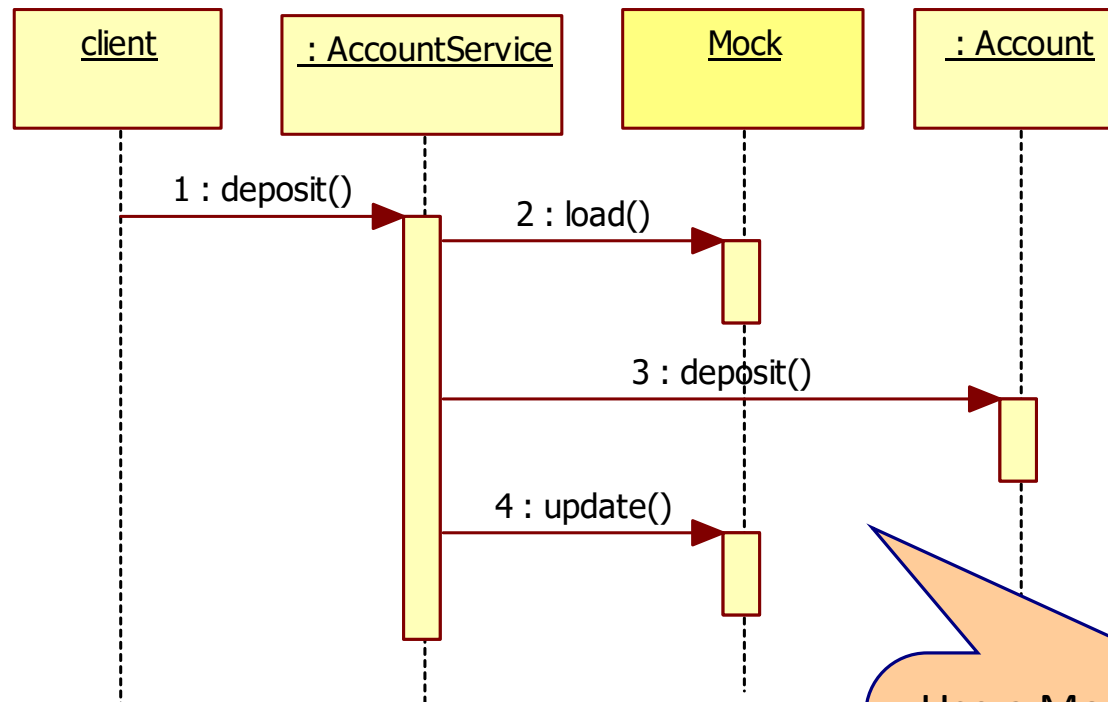 client
: AccountService
Mock
: Account
1 : deposit()
2 : load()
3 : deposit()
4 : update()